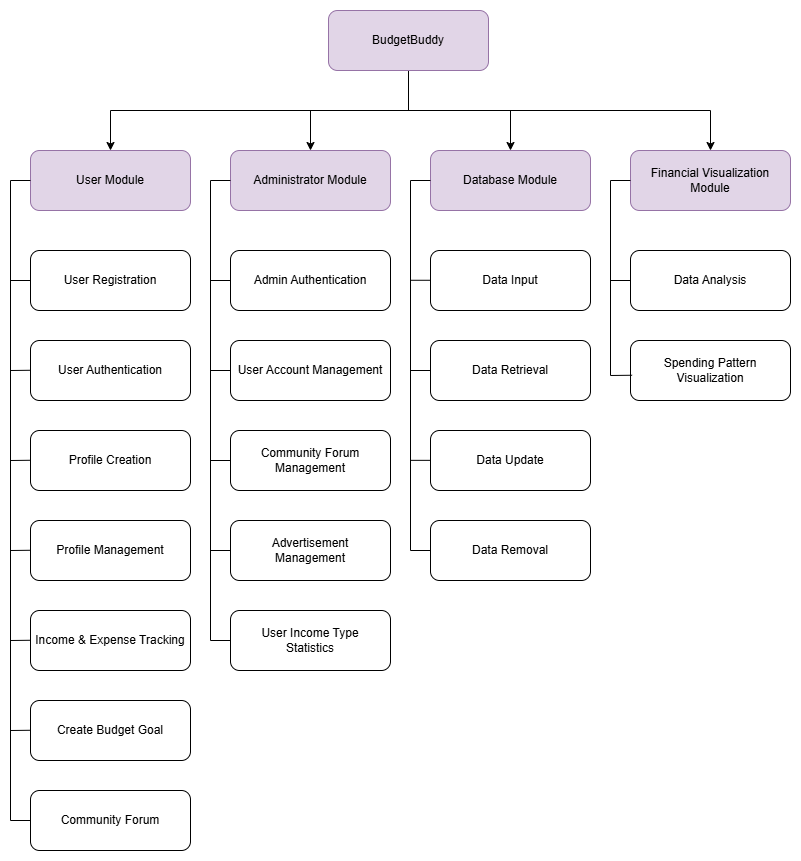 BudgetBuddy
User Module
Administrator Module
Database Module
Financial Visualization
Module
User Registration
Admin Authentication
Data Input
Data Analysis
User Authentication
User Account Management
Data Retrieval
Spending Pattern
Visualization
Profile Creation
Community Forum
Management
Data Update
Profile Management
Advertisement
Management
Data Removal
Income & Expense Tracking
User Income Type
Statistics
Create Budget Goal
Community Forum